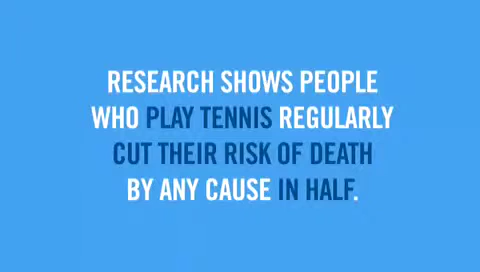 RESEARCH SHOWS PEOPLE
WHO PLAY TENNIS REGULARLY
CUT THEIR RISK OF DEATH
BY ANY CAUSE IN HALF.